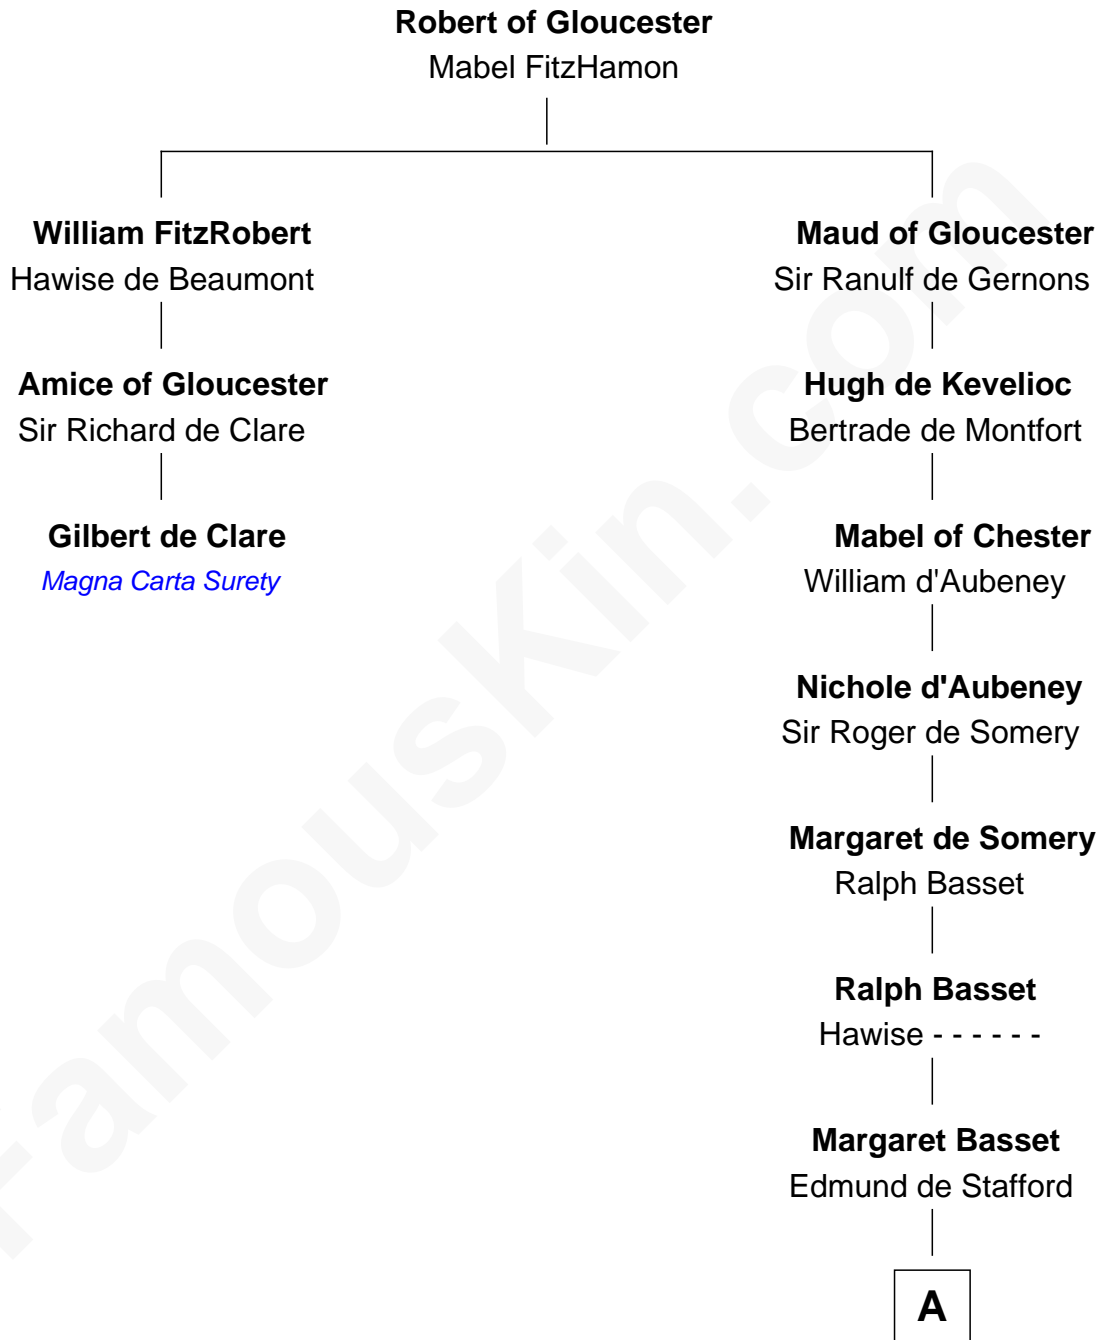 Robert of Gloucester
Mabel FitzHamon
William FitzRobert
Hawise de Beaumont
Maud of Gloucester
Sir Ranulf de Gernons
Amice of Gloucester
Sir Richard de Clare
Hugh de Kevelioc
Bertrade de Montfort
Gilbert de Clare
Magna Carta Surety
Mabel of Chester
William d'Aubeney
Nichole d'Aubeney
Sir Roger de Somery
Margaret de Somery
Ralph Basset
Ralph Basset
Hawise - - - - - -
Margaret Basset
Edmund de Stafford
A
FamousKin.com